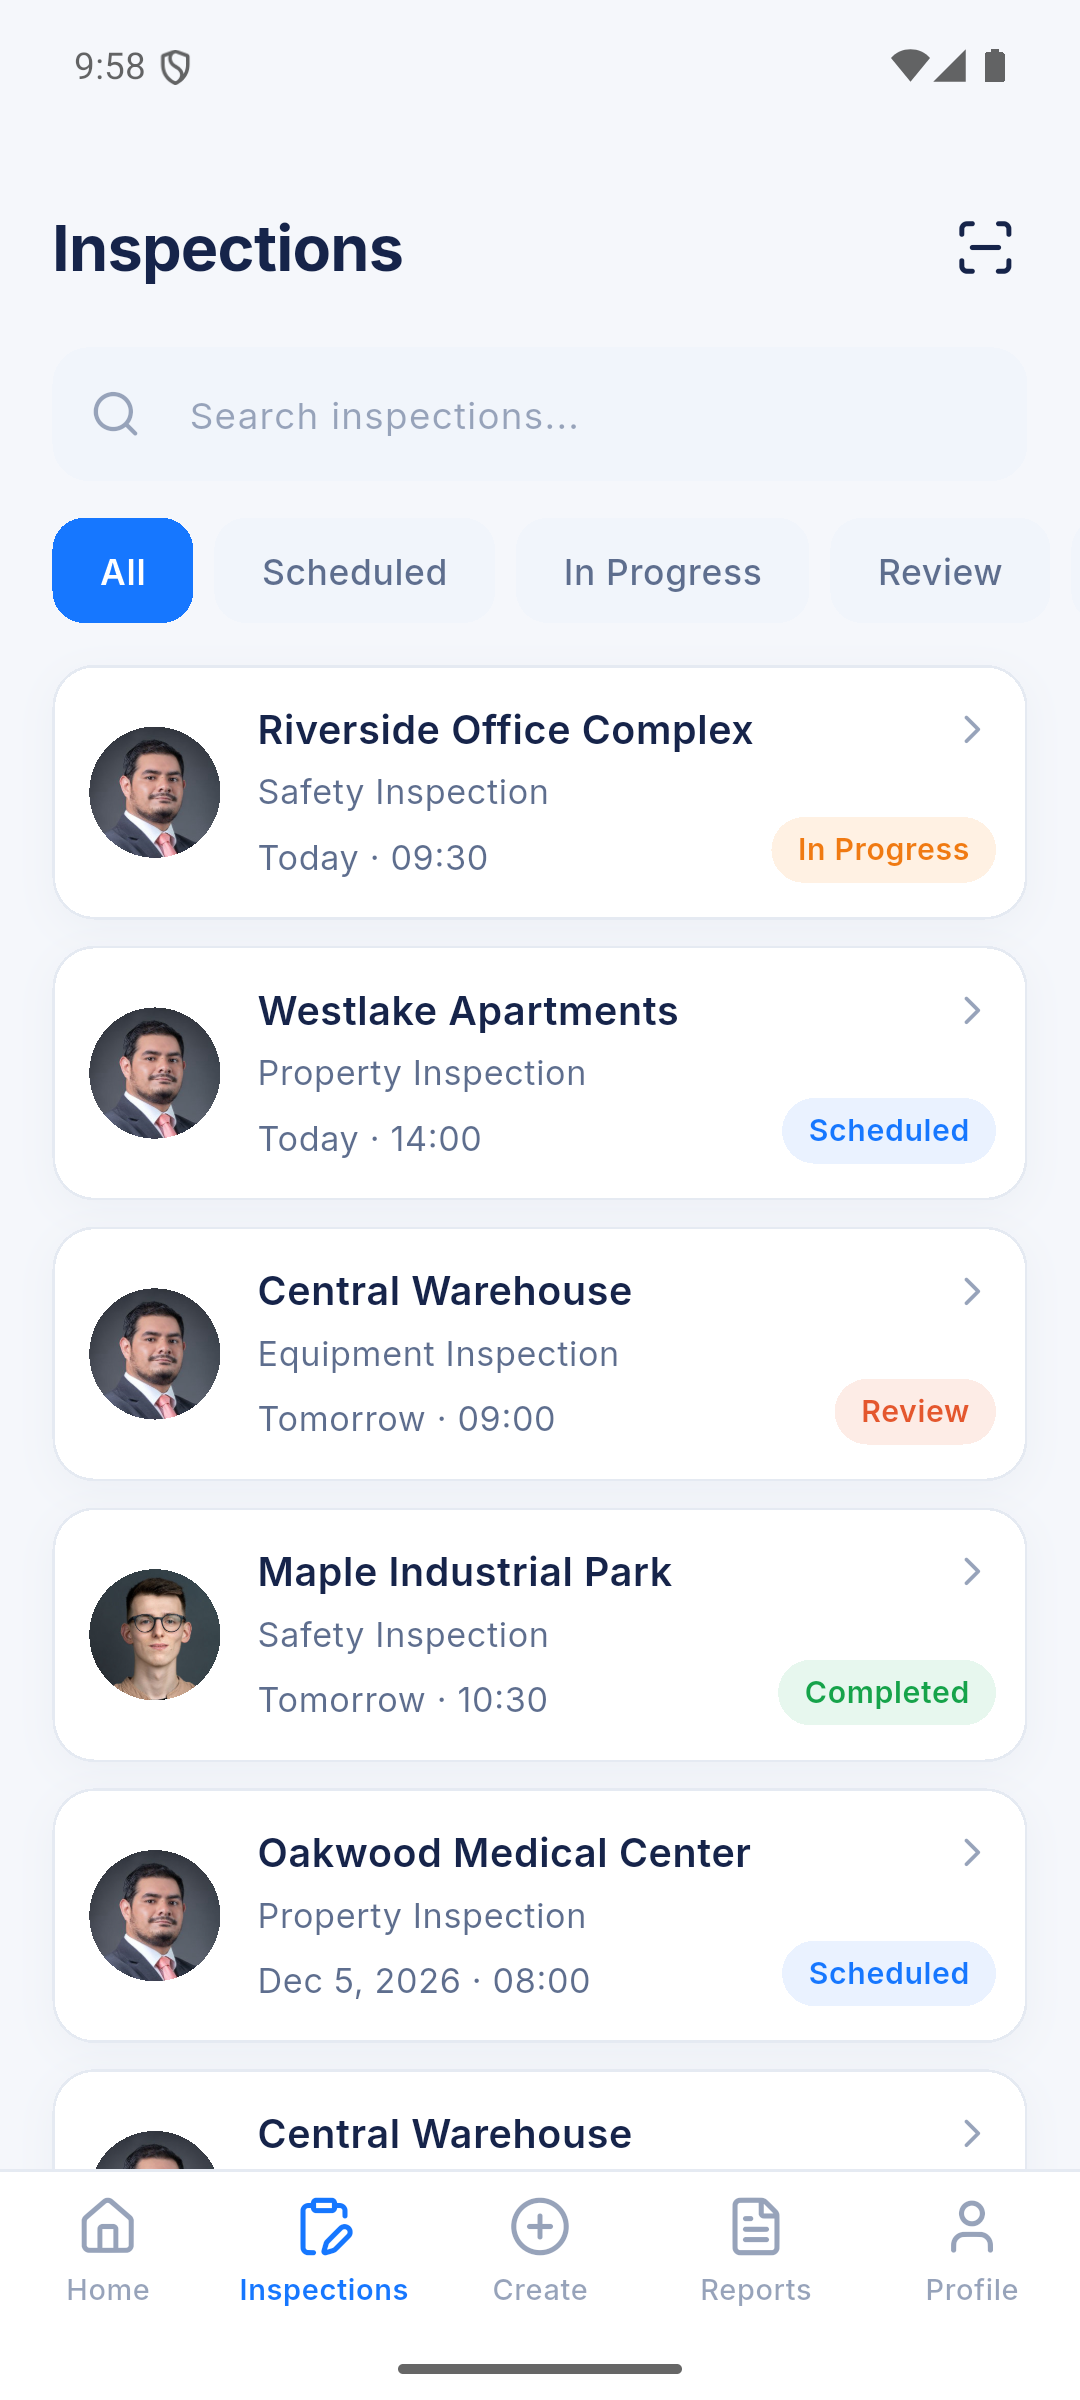 9:58
Inspections
Search inspections...
All
Scheduled
In Progress
Review
Riverside Office Complex
Safety Inspection
Today · 09:30
In Progress
Westlake Apartments
Property Inspection
Today · 14:00
Scheduled
Central Warehouse
Equipment Inspection
Tomorrow · 09:00
Review
Maple Industrial Park
Safety Inspection
Tomorrow · 10:30
Completed
Oakwood Medical Center
Property Inspection
Dec 5, 2026 · 08:00
Scheduled
Central Warehouse
Home
Inspections
Create
Reports
Profile